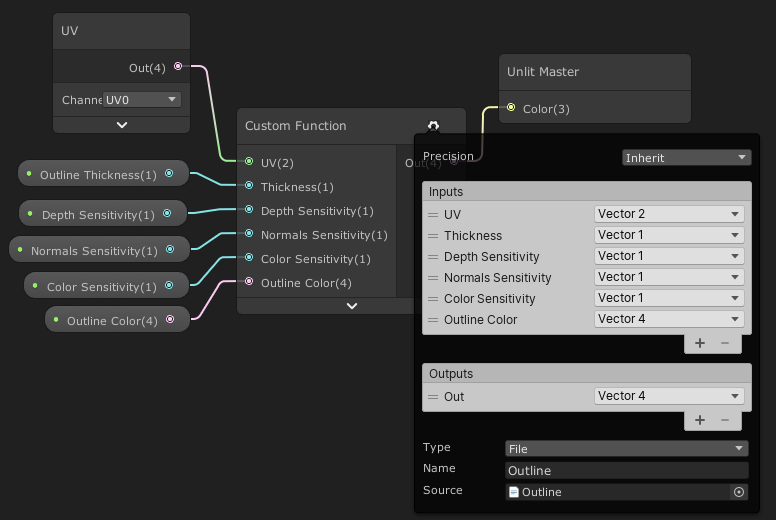 UV
Out(4)
Channe UV0
Outline Thickness(1)
Depth Sensitivity(1)
Normals Sensitivity(1)
Color Sensitivity(1)
Outline Color(4)
Custom Function
UV(2)
Out(4)
Thickness(1)
Depth Sensitivity(1)
Normals Sensitivity(1)
Color Sensitivity(1)
Outline Color(4)
Unlit Master
Color(3)
Precision Inherit
Inputs
UV Vector 2
Thickness Vector 1
Depth Sensitivity Vector 1
Normals Sensitivity Vector 1
Color Sensitivity Vector 1
Outline Color Vector 4
Outputs
Out Vector 4
Type File
Name Outline
Source Outline